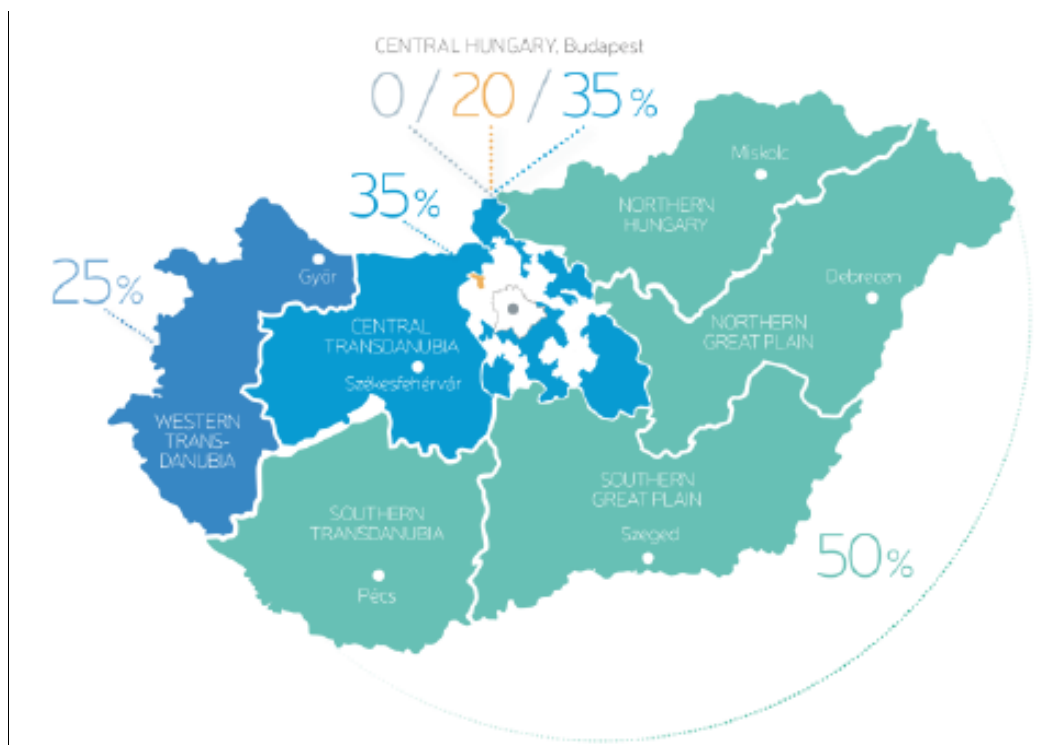 CENTRAL HUNGARY, Budapest
0 / 20 / 35 %
35 %
25 %
Miskolc
NORTHERN
HUNGARY
Győr
Debrecen
CENTRAL
TRANSDANUBIA
Székesfehérvár
NORTHERN
GREAT PLAIN
WESTERN
TRANS-
DANUBIA
SOUTHERN
GREAT PLAIN
Szeged
SOUTHERN
TRANSDANUBIA
Pécs
50 %